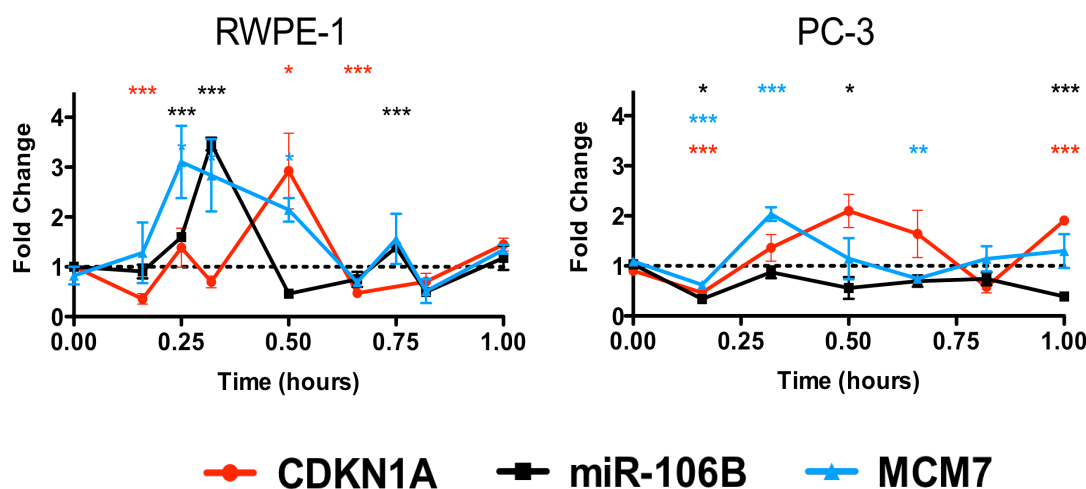 RWPE-1
PC-3
* ***
*** ***
*** ***
* *** * ***
***
*** ** ***
* *
Fold Change
4
3
2
1
0
0.00 0.25 0.50 0.75 1.00
Time (hours)
Fold Change
4
3
2
1
0
0.00 0.25 0.50 0.75 1.00
Time (hours)
CDKN1A miR-106B MCM7